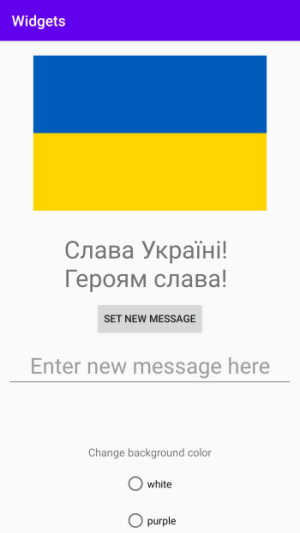 Widgets
Слава Україні!
Героям слава!
SET NEW MESSAGE
Enter new message here
Change background color
white
purple